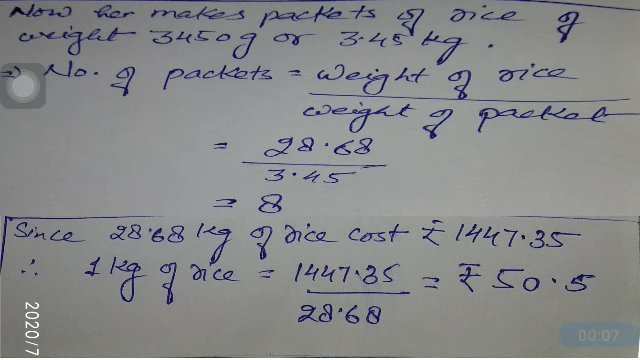 Now her makes packets of rice of
weight 3450g or 3.45 kg.
⇒ No. of packets = weight of rice
weight of packet
= 28.68
3.45
= 8
Since 28.68 kg of rice cost ₹ 1447.35
∴ 1 kg of rice = 1447.35 = ₹ 50.5
28.68
2020/7
00:07